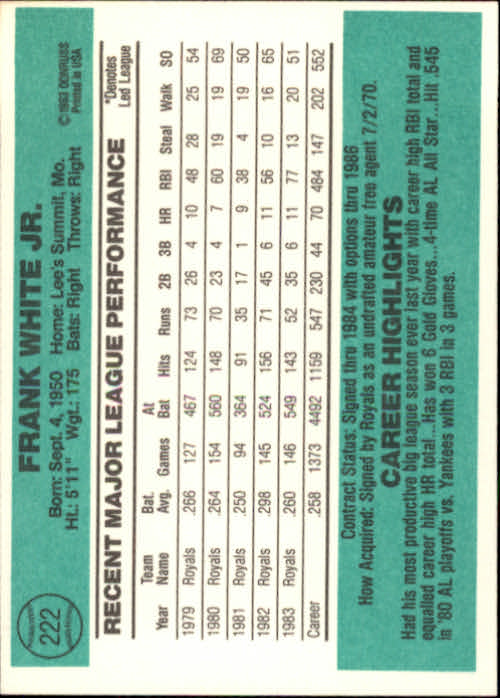 222
FRANK WHITE JR.
© 1983 DONRUSS
Printed in USA
Born: Sept. 4, 1950 Home: Lee's Summit, Mo.
Ht.: 5'11" Wgt.: 175 Bats: Right Throws: Right
RECENT MAJOR LEAGUE PERFORMANCE
*Denotes
Led League
Team Bat. At
Year Name Avg. Games Bat Hits Runs 2B 3B HR RBI Steal Walk SO
1979 Royals .266 127 467 124 73 26 4 10 48 28 25 54
1980 Royals .264 154 560 148 70 23 4 7 60 19 19 69
1981 Royals .250 94 364 91 35 17 1 9 38 4 19 50
1982 Royals .298 145 524 156 71 45 6 11 56 10 16 65
1983 Royals .260 146 549 143 52 35 6 11 77 13 20 51
Career .258 1373 4492 1159 547 230 44 70 484 147 202 552
Contract Status: Signed thru 1984 with options thru 1986
How Acquired: Signed by Royals as an undrafted amateur free agent 7/2/70.
CAREER HIGHLIGHTS
Had his most productive big league season ever last year with career high RBI total and
equalled career high HR total...Has won 6 Gold Gloves...4-time AL All Star...Hit .545
in '80 AL playoffs vs. Yankees with 3 RBI in 3 games.